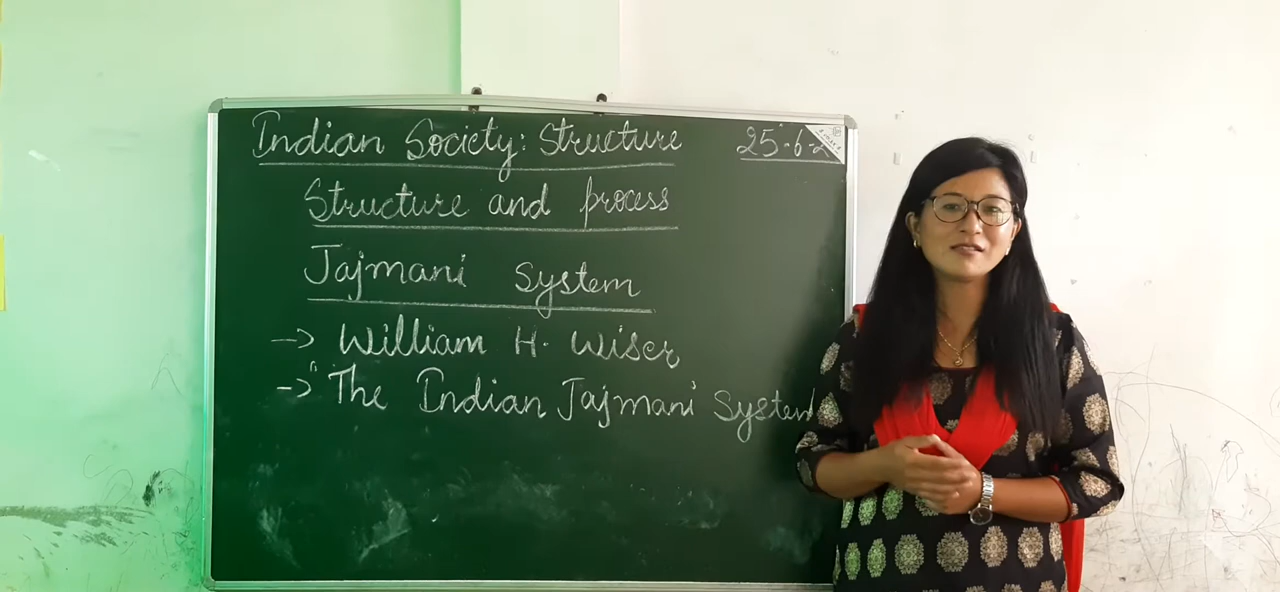 Indian Society: Structure 25-6-2
Structure and process
Jajmani System
-> William H. Wiser
-> "The Indian Jajmani System